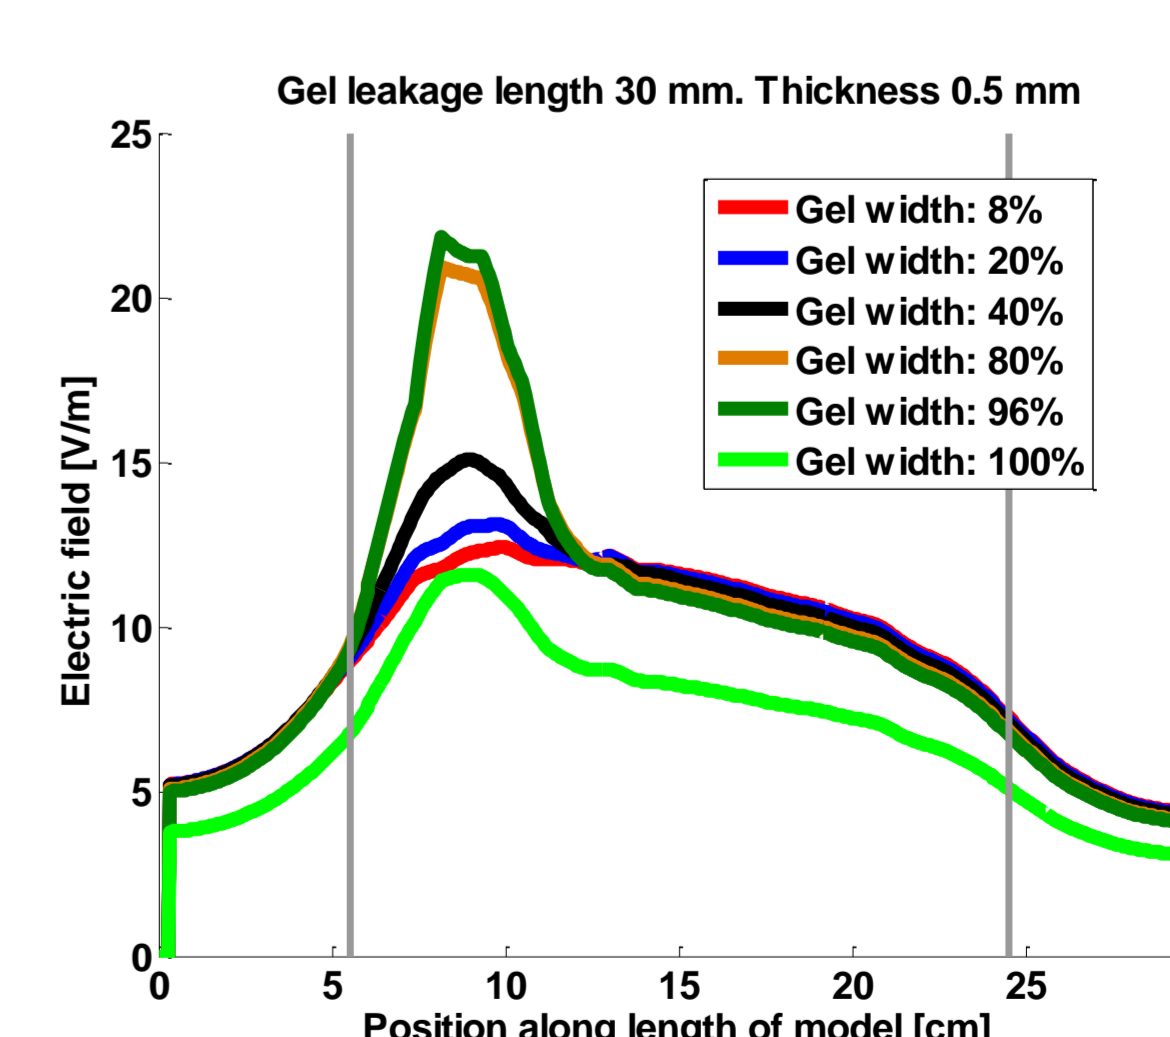 Gel leakage length 30 mm. Thickness 0.5 mm
25
20
15
10
5
0
Electric field [V/m]
Gel width: 8%
Gel width: 20%
Gel width: 40%
Gel width: 80%
Gel width: 96%
Gel width: 100%
0 5 10 15 20 25
Position along length of model [cm]